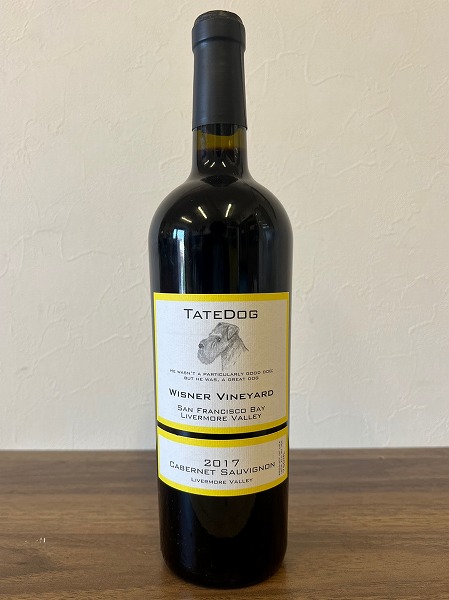 TATEDOG
HE WASN'T A PARTICULARLY GOOD DOG,
BUT HE WAS, A GREAT DOG
WISNER VINEYARD
SAN FRANCISCO BAY
LIVERMORE VALLEY
2017
CABERNET SAUVIGNON
LIVERMORE VALLEY